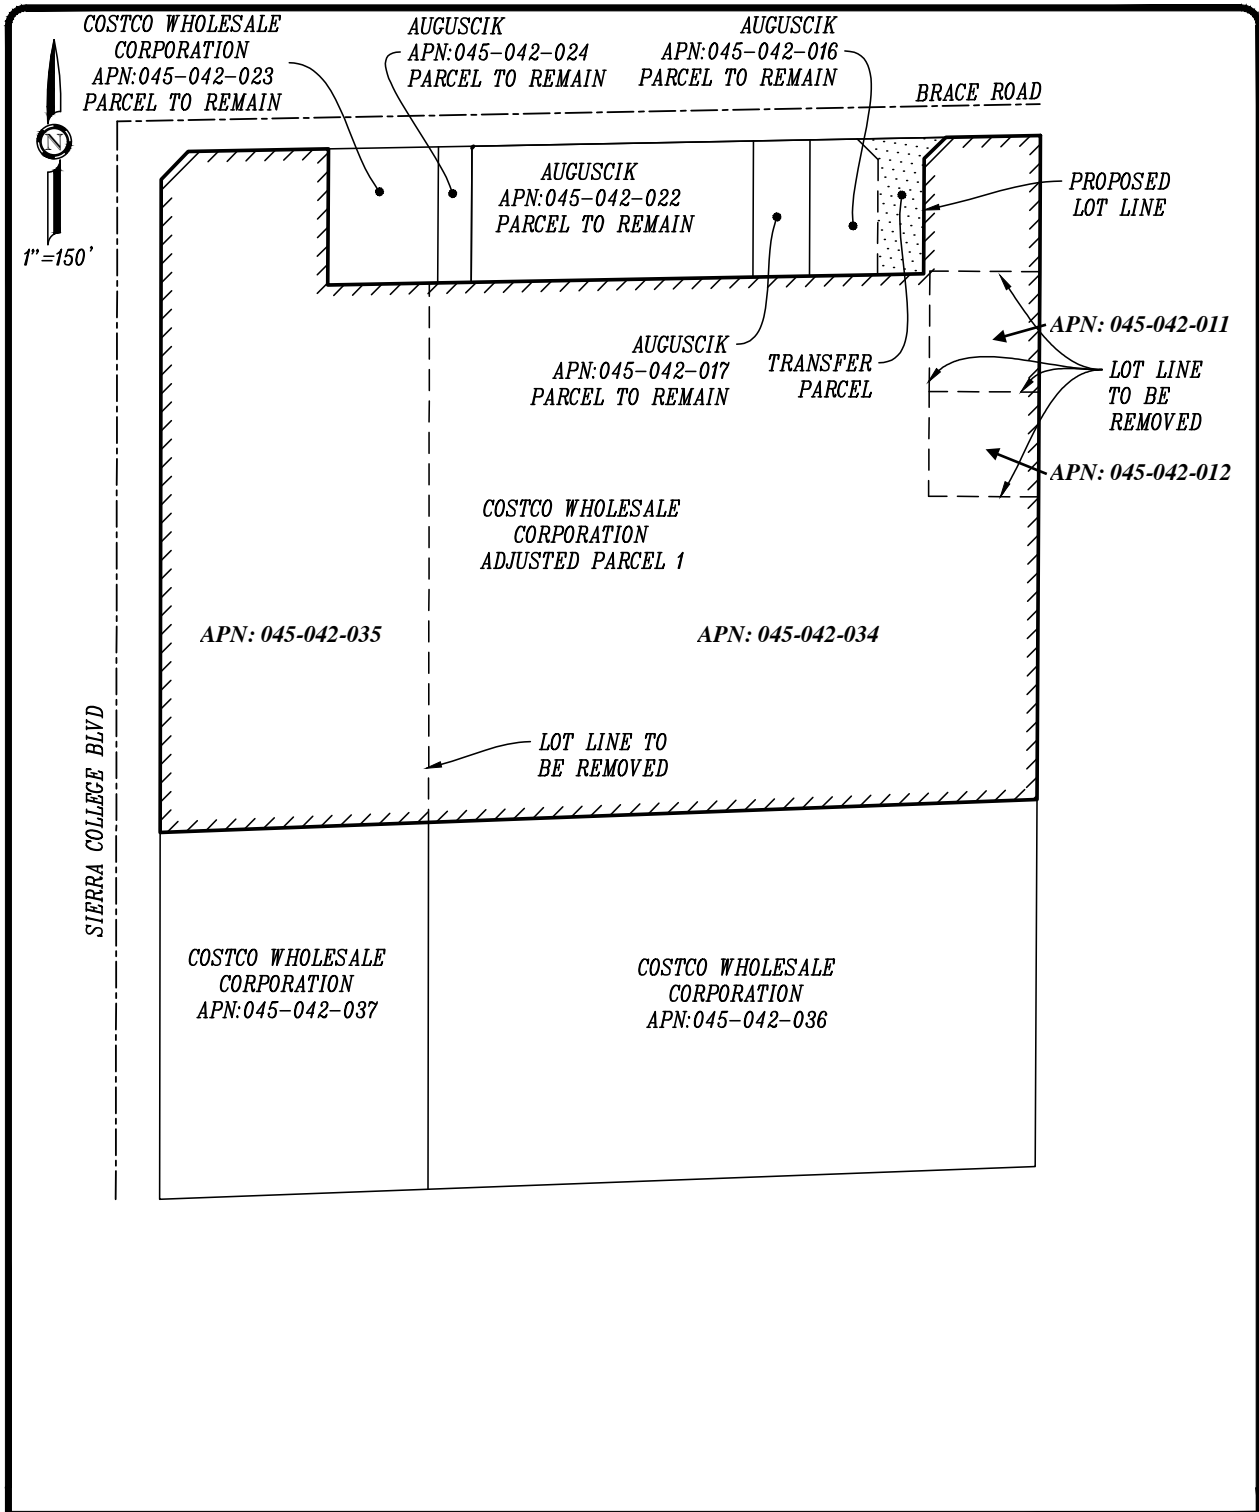 COSTCO WHOLESALE
CORPORATION
APN:045-042-023
PARCEL TO REMAIN
AUGUSCIK
APN:045-042-024
PARCEL TO REMAIN
AUGUSCIK
APN:045-042-016
PARCEL TO REMAIN
BRACE ROAD
N
1"=150'
AUGUSCIK
APN:045-042-022
PARCEL TO REMAIN
PROPOSED
LOT LINE
AUGUSCIK
APN:045-042-017
PARCEL TO REMAIN
TRANSFER
PARCEL
APN: 045-042-011
LOT LINE
TO BE
REMOVED
APN: 045-042-012
COSTCO WHOLESALE
CORPORATION
ADJUSTED PARCEL 1
APN: 045-042-035
APN: 045-042-034
LOT LINE TO
BE REMOVED
SIERRA COLLEGE BLVD
COSTCO WHOLESALE
CORPORATION
APN:045-042-037
COSTCO WHOLESALE
CORPORATION
APN:045-042-036